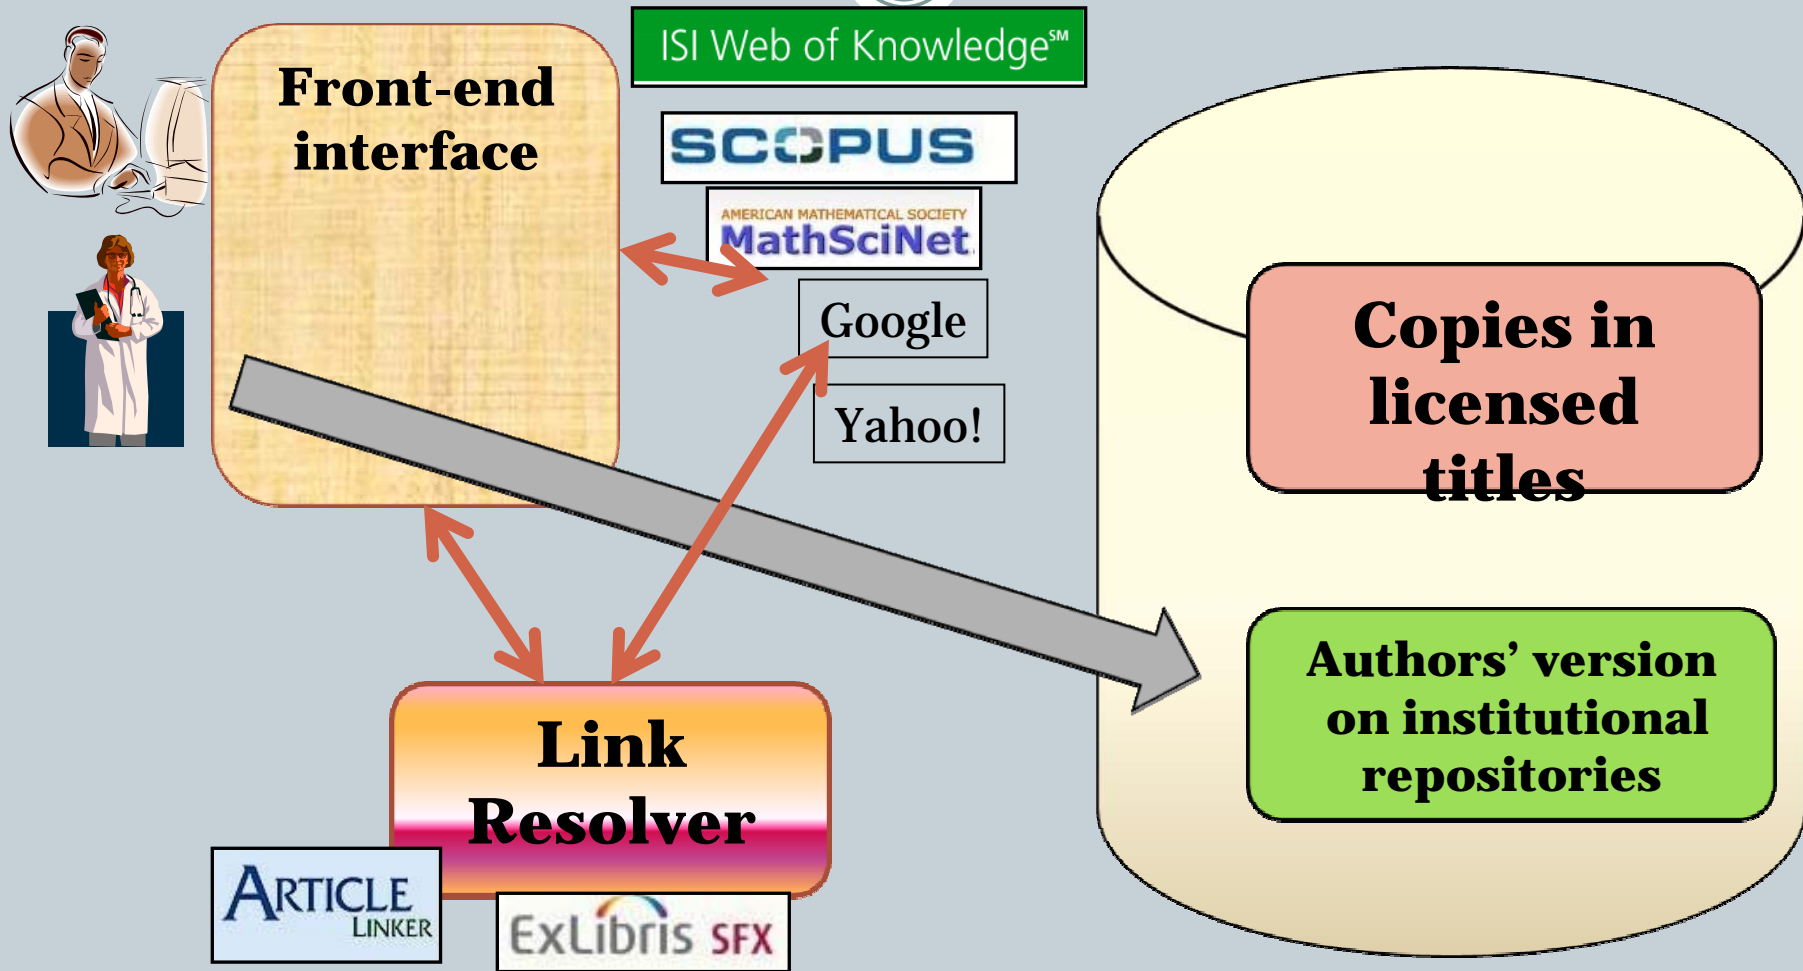 Front-end
interface
ISI Web of Knowledge℠
SCOPUS
AMERICAN MATHEMATICAL SOCIETY
MathSciNet
Google
Yahoo!
Copies in
licensed
titles
Authors’ version
on institutional
repositories
Link
Resolver
ARTICLE
LINKER
ExLibris SFX